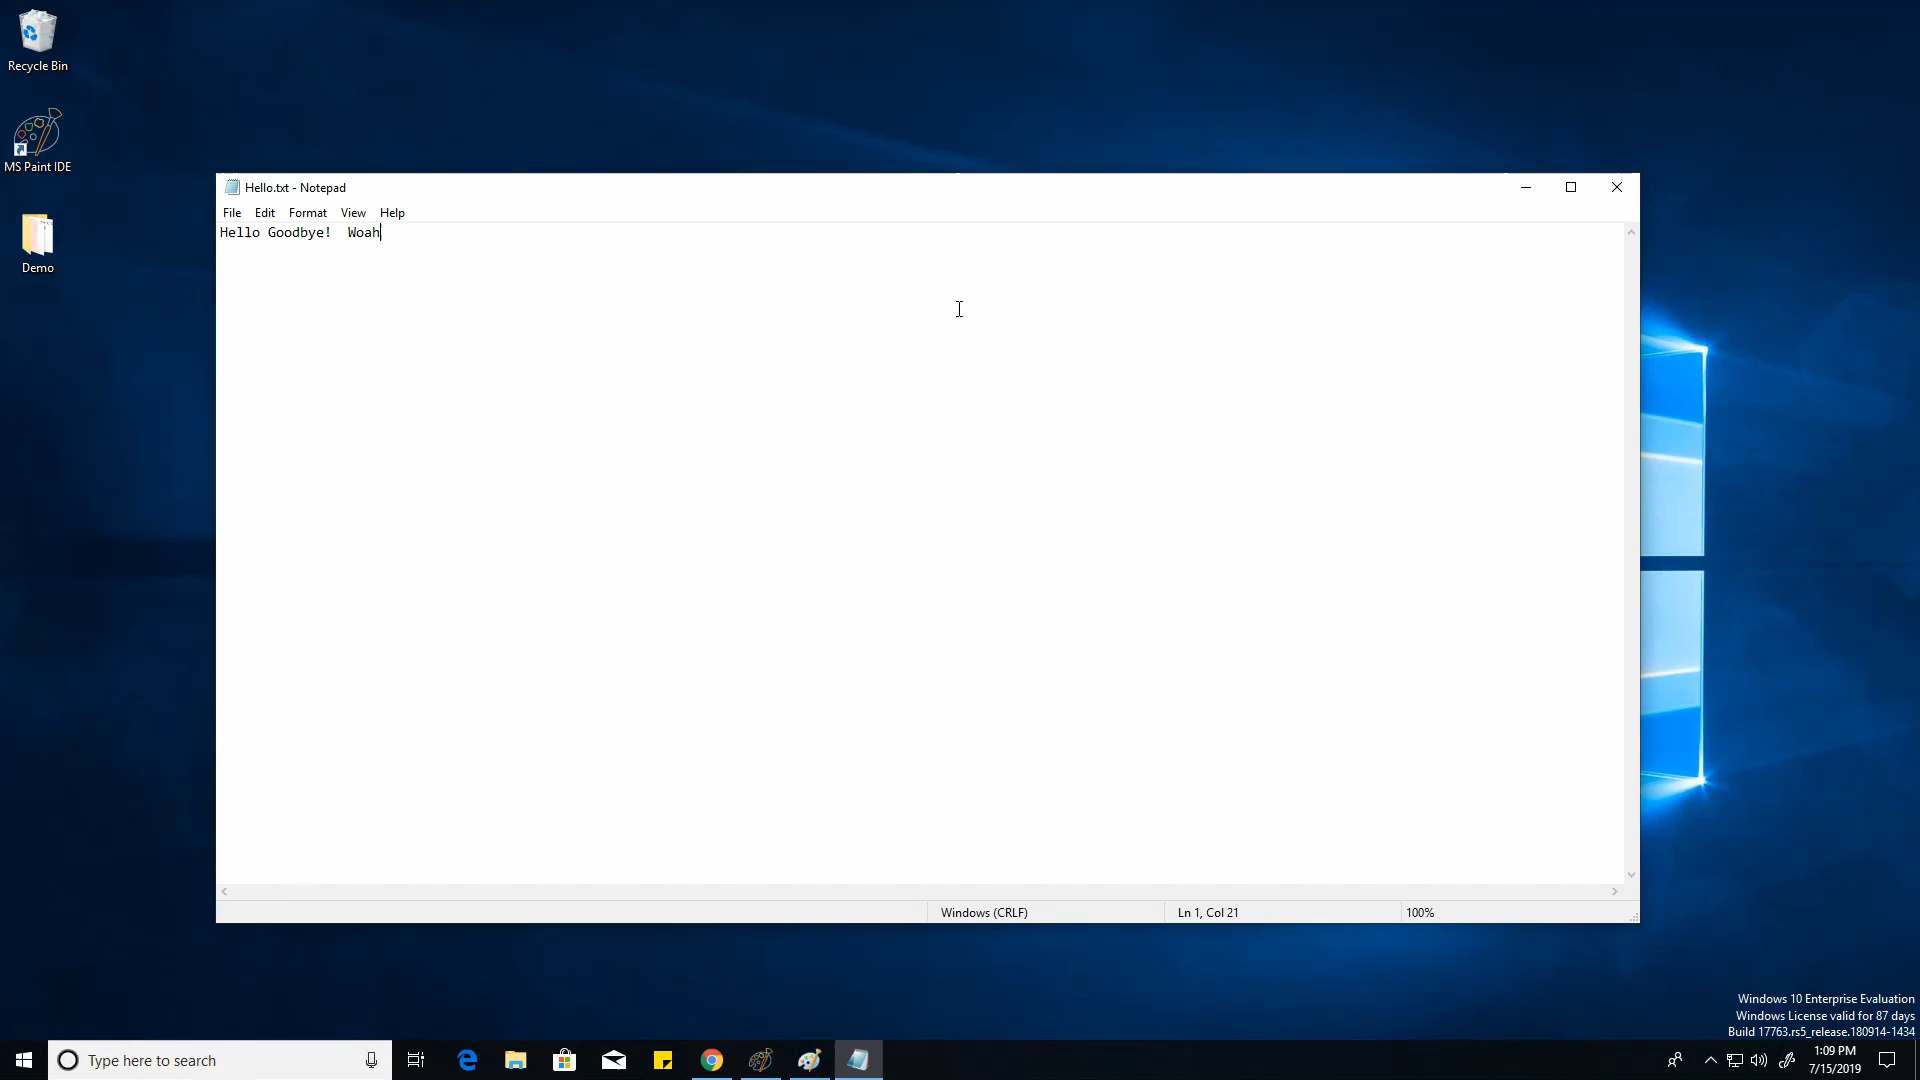 Recycle Bin
MS Paint IDE
Demo
Hello.txt - Notepad
File Edit Format View Help
Hello Goodbye!  Woah
Windows (CRLF) Ln 1, Col 21 100%
Windows 10 Enterprise Evaluation
Windows License valid for 87 days
Build 17763.rs5_release.180914-1434
Type here to search
1:09 PM
7/15/2019